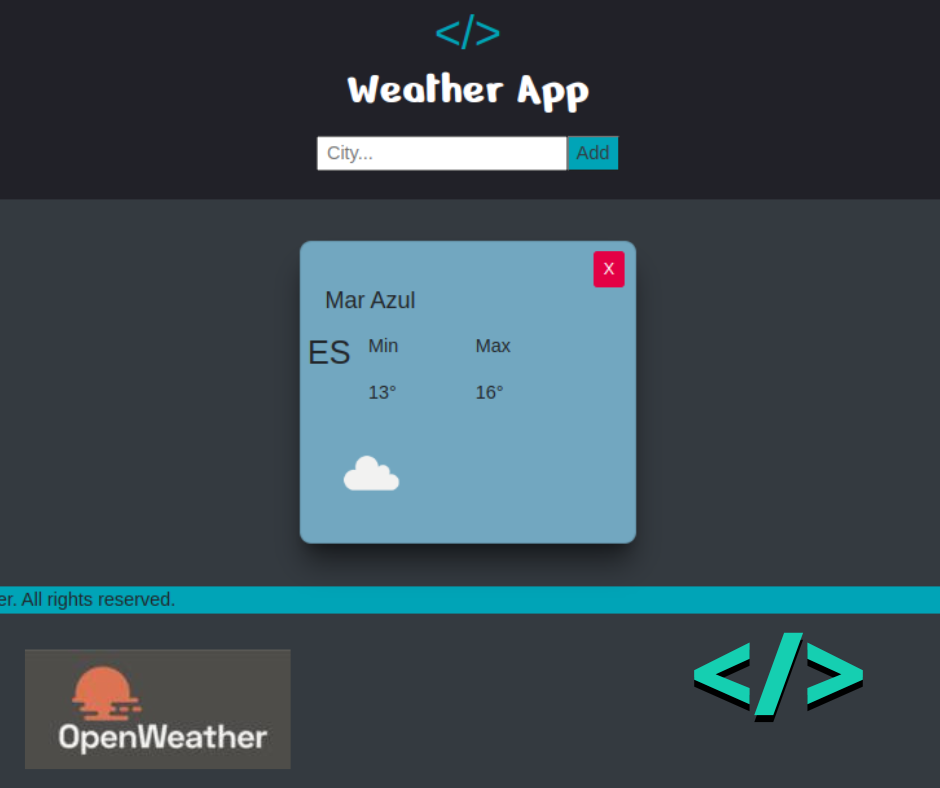 </>
Weather App
City...
Add
X
Mar Azul
ES
Min
Max
13°
16°
er. All rights reserved.
OpenWeather
</>